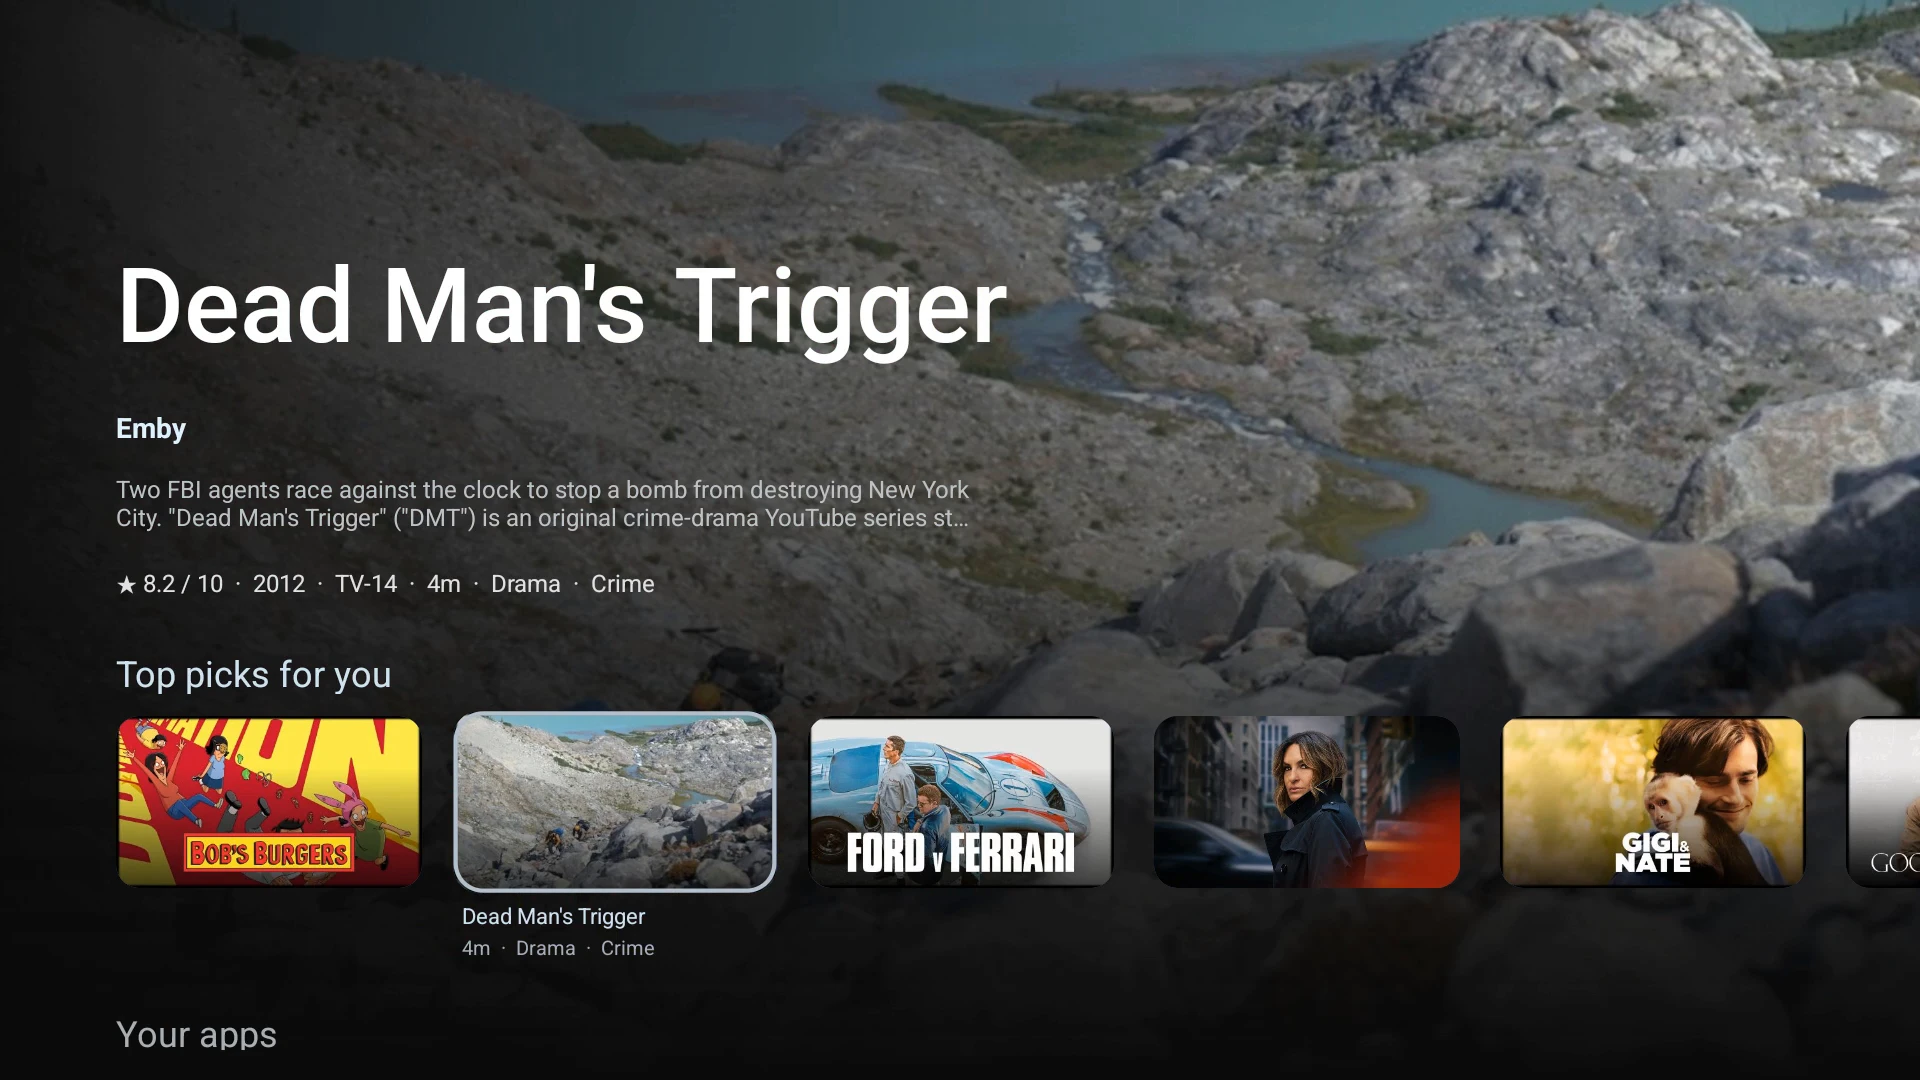 Dead Man's Trigger
Emby
Two FBI agents race against the clock to stop a bomb from destroying New York
City. "Dead Man's Trigger" ("DMT") is an original crime-drama YouTube series st…
★ 8.2 / 10 · 2012 · TV-14 · 4m · Drama · Crime
Top picks for you
BOB'S BURGERS
FORD v FERRARI
GIGI &
NATE
Dead Man's Trigger
4m · Drama · Crime
Your apps